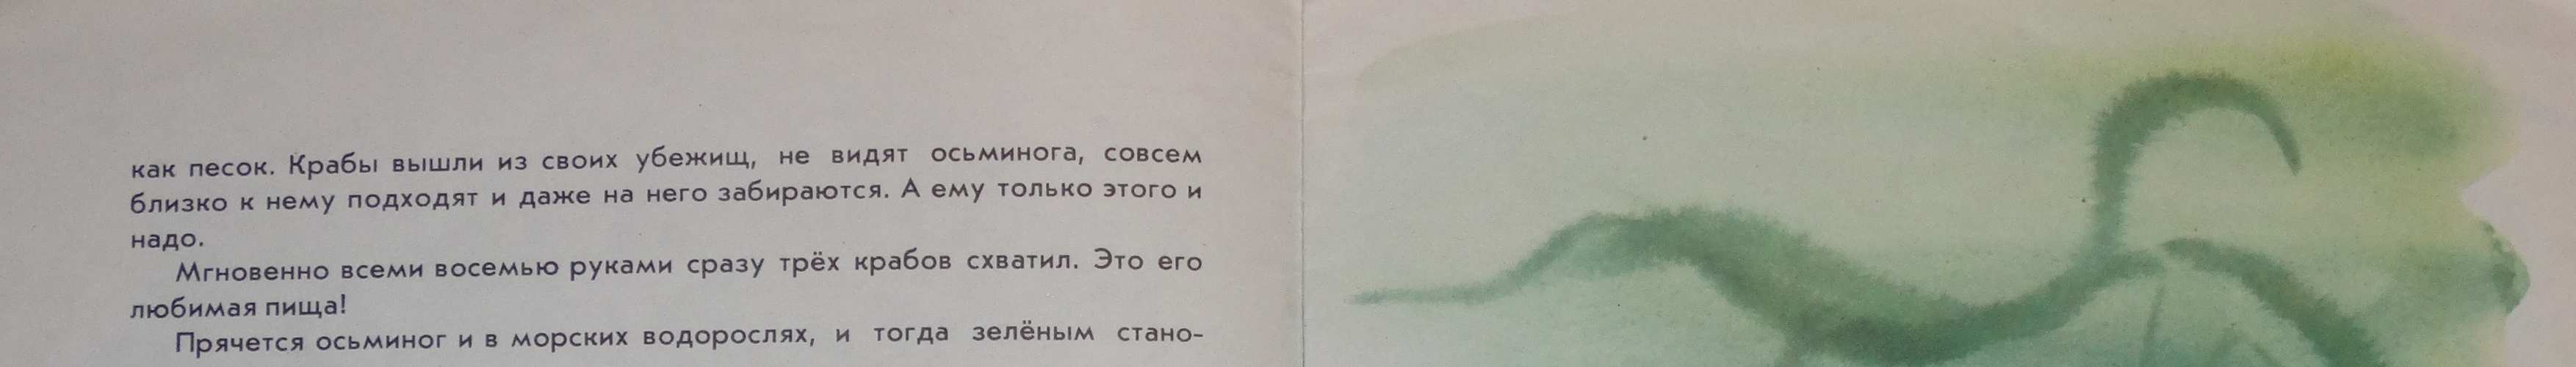 как песок. Крабы вышли из своих убежищ, не видят осьминога, совсем
близко к нему подходят и даже на него забираются. А ему только этого и
надо.
Мгновенно всеми восемью руками сразу трёх крабов схватил. Это его
любимая пища!
Прячется осьминог и в морских водорослях, и тогда зелёным стано-